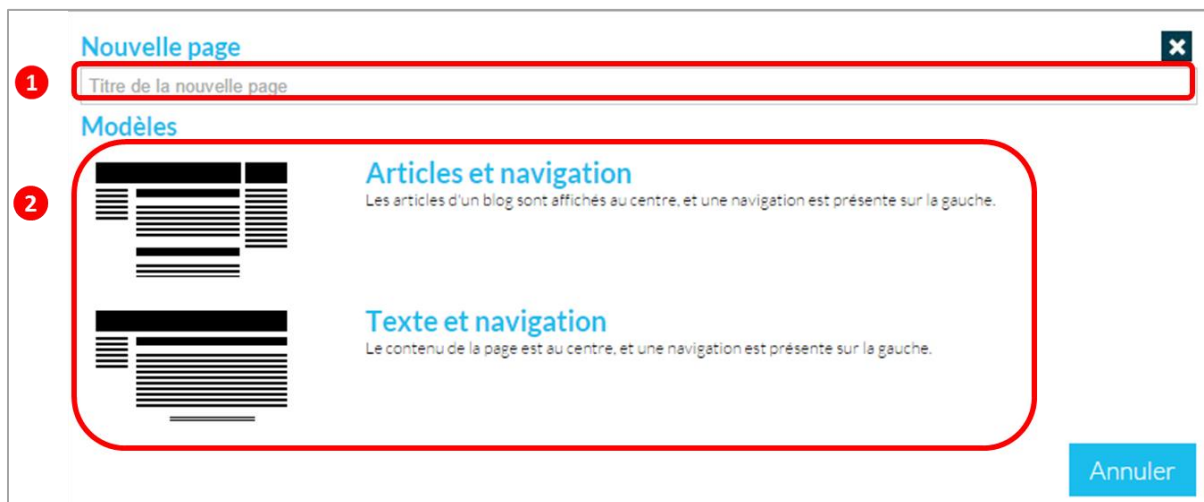 Nouvelle page
1
Titre de la nouvelle page
Modèles
2
Articles et navigation
Les articles d'un blog sont affichés au centre, et une navigation est présente sur la gauche.
Texte et navigation
Le contenu de la page est au centre, et une navigation est présente sur la gauche.
Annuler